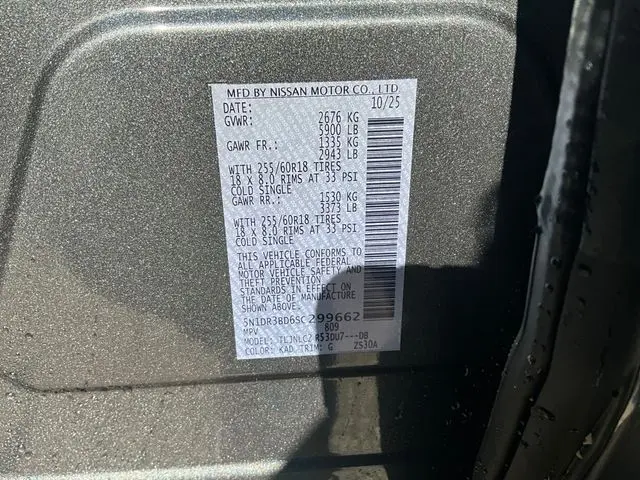 MFD BY NISSAN MOTOR CO., LTD
DATE: 10/25
GVWR: 2676 KG
5900 LB
GAWR FR.: 1335 KG
2943 LB
WITH 255/60R18 TIRES
18 X 8.0 RIMS AT 33 PSI
COLD SINGLE
GAWR RR.: 1530 KG
3373 LB
WITH 255/60R18 TIRES
18 X 8.0 RIMS AT 33 PSI
COLD SINGLE
THIS VEHICLE CONFORMS TO
ALL APPLICABLE FEDERAL
MOTOR VEHICLE SAFETY AND
THEFT PREVENTION
STANDARDS IN EFFECT ON
THE DATE OF MANUFACTURE
SHOWN ABOVE.
5N1DR3BD6SC299662
MPV 809
MODEL: TLJNLCZ R53DU7---DB
COLOR: KAD TRIM: G ZS30A